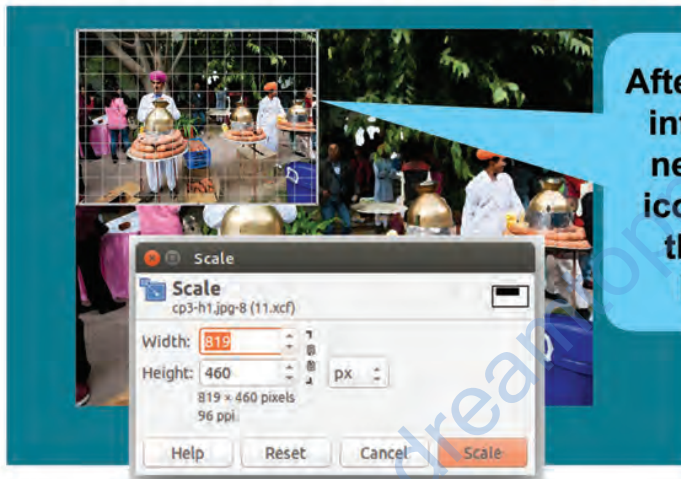 Afte
in
ne
ico
th
Scale
Scale
cp3-h1.jpg-8 (11.xcf)
Width: 819
Height: 460 px
819 × 460 pixels
96 ppi
Help Reset Cancel Scale